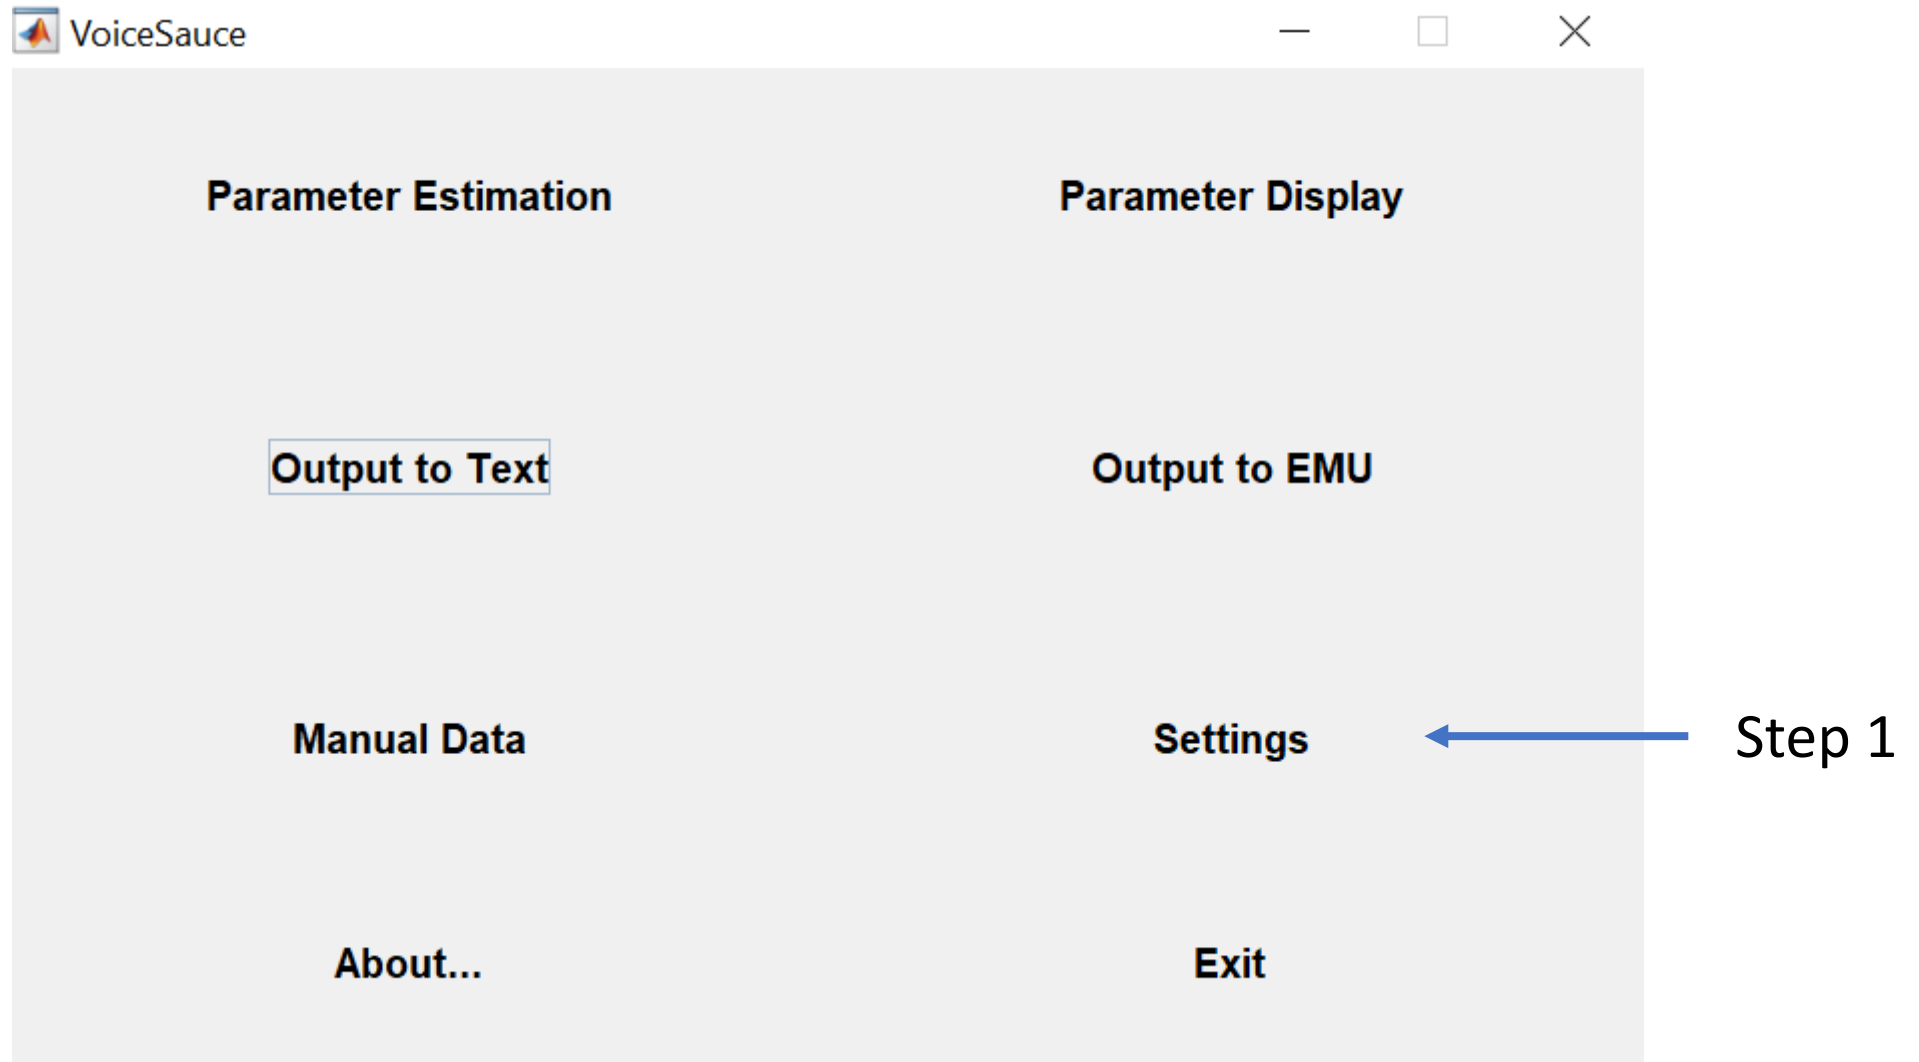 VoiceSauce
Parameter Estimation
Parameter Display
Output to Text
Output to EMU
Manual Data
Settings
Step 1
About...
Exit